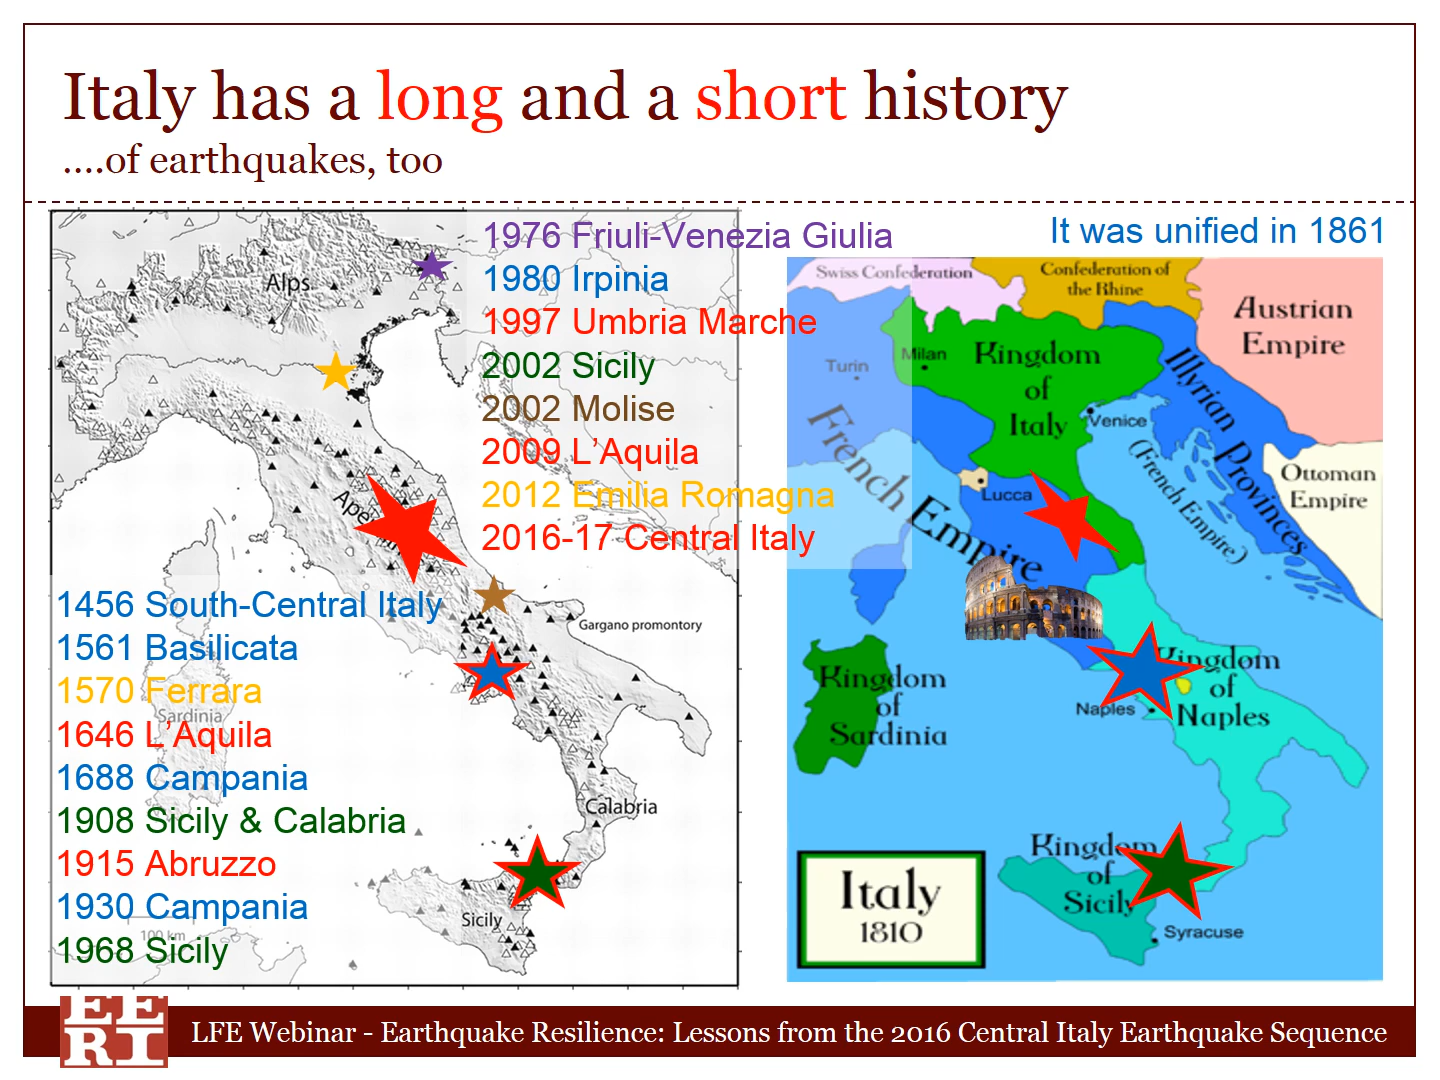 Italy has a long and a short history
....of earthquakes, too
1976 Friuli-Venezia Giulia
1980 Irpinia
1997 Umbria Marche
2002 Sicily
2002 Molise
2009 L’Aquila
2012 Emilia Romagna
2016-17 Central Italy
Alps
Gargano promontory
1456 South-Central Italy
1561 Basilicata
1570 Ferrara
Sardinia
1646 L’Aquila
1688 Campania
1908 Sicily & Calabria
1915 Abruzzo
1930 Campania
100 km
1968 Sicily
Calabria
Sicily
It was unified in 1861
Swiss Confederation
Confederation of
the Rhine
Austrian
Empire
Turin
Milan
Kingdom
of
Italy
Venice
Illyrian Provinces
(French Empire)
Ottoman
Empire
Lucca
French Empire
Kingdom
of
Sardinia
Kingdom
of
Naples
Naples
Kingdom
of
Sicily
Syracuse
Italy
1810
EE
RI
LFE Webinar - Earthquake Resilience: Lessons from the 2016 Central Italy Earthquake Sequence